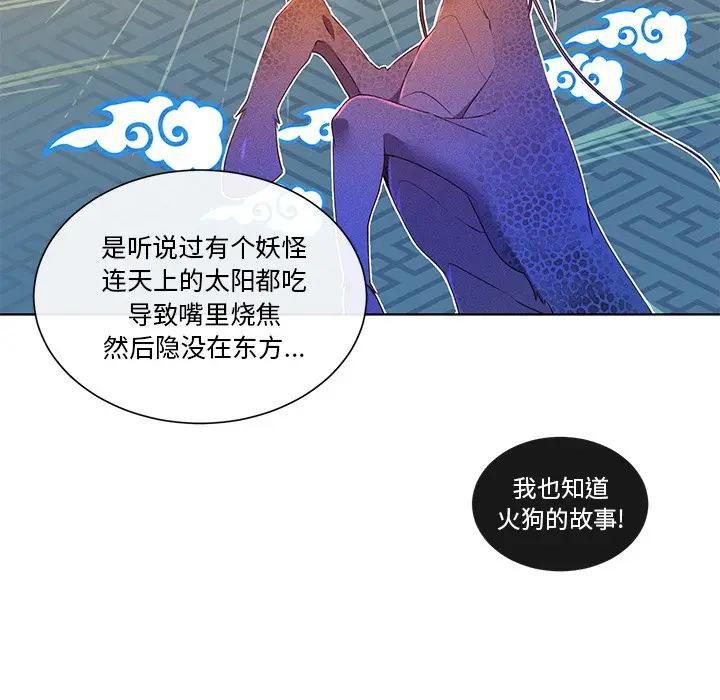 是听说过有个妖怪
连天上的太阳都吃
导致嘴里烧焦
然后隐没在东方...
我也知道
火狗的故事!